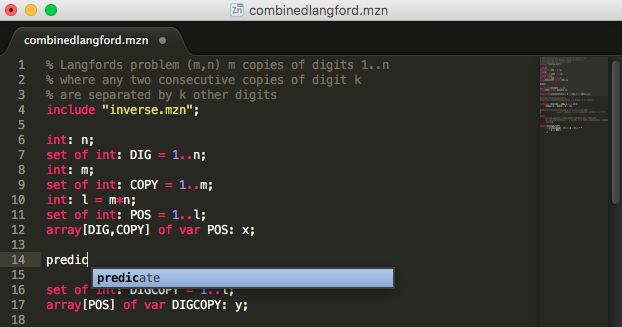 combinedlangford.mzn
combinedlangford.mzn
1 % Langfords problem (m,n) m copies of digits 1..n
2 % where any two consecutive copies of digit k
3 % are separated by k other digits
4 include "inverse.mzn";
5
6 int: n;
7 set of int: DIG = 1..n;
8 int: m;
9 set of int: COPY = 1..m;
10 int: l = m*n;
11 set of int: POS = 1..l;
12 array[DIG,COPY] of var POS: x;
13
14 predic
15 predicate
16 set of int: DIGCOPY = 1..l;
17 array[POS] of var DIGCOPY: y;
18